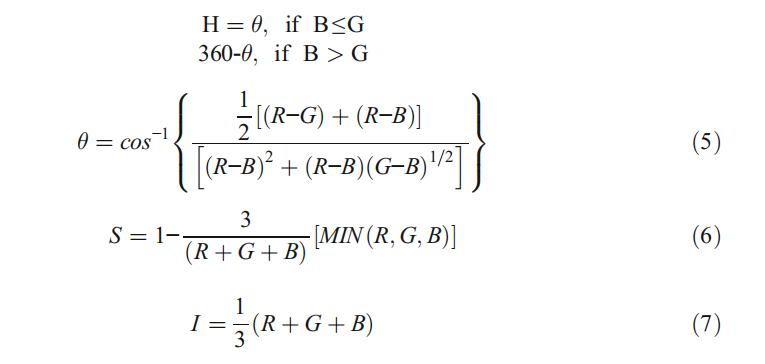 H = θ, if B≤G
360-θ, if B > G
θ = cos⁻¹ { ½[(R−G) + (R−B)] / [(R−B)² + (R−B)(G−B)^{1/2}] } (5)
S = 1− 3/(R + G + B) [MIN(R, G, B)] (6)
I = 1/3 (R + G + B) (7)